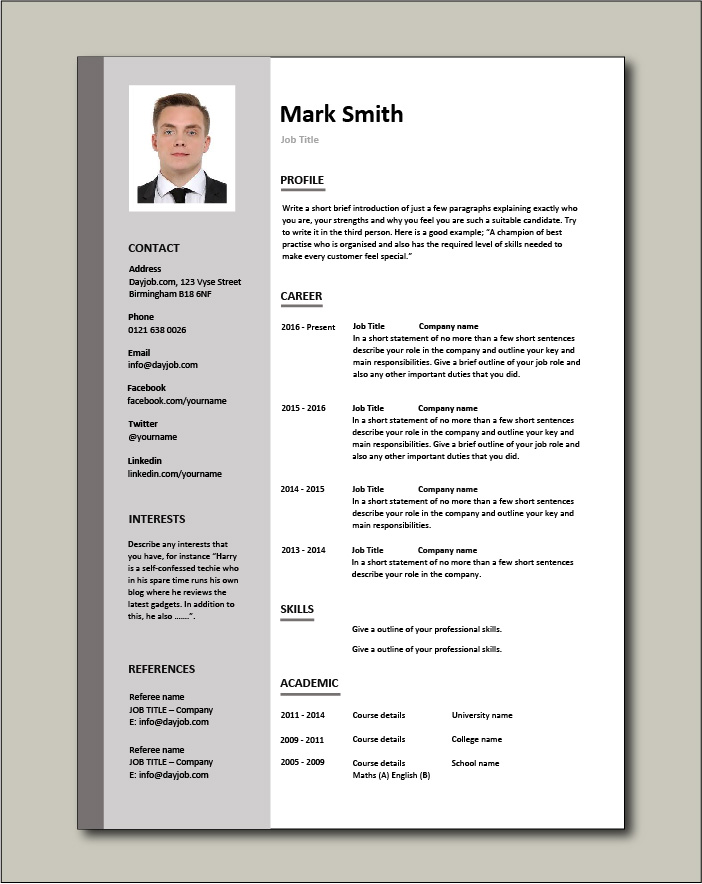 Mark Smith
Job Title
CONTACT
Address
Dayjob.com, 123 Vyse Street
Birmingham B18 6NF
Phone
0121 638 0026
Email
info@dayjob.com
Facebook
facebook.com/yourname
Twitter
@yourname
Linkedin
linkedin.com/yourname
INTERESTS
Describe any interests that
you have, for instance “Harry
is a self-confessed techie who
in his spare time runs his own
blog where he reviews the
latest gadgets. In addition to
this, he also …….”.
REFERENCES
Referee name
JOB TITLE – Company
E: info@dayjob.com
Referee name
JOB TITLE – Company
E: info@dayjob.com
PROFILE
Write a short brief introduction of just a few paragraphs explaining exactly who
you are, your strengths and why you feel you are such a suitable candidate. Try
to write it in the third person. Here is a good example; “A champion of best
practise who is organised and also has the required level of skills needed to
make every customer feel special.”
CAREER
2016 - Present Job Title Company name
In a short statement of no more than a few short sentences
describe your role in the company and outline your key and
main responsibilities. Give a brief outline of your job role and
also any other important duties that you did.
2015 - 2016 Job Title Company name
In a short statement of no more than a few short sentences
describe your role in the company and outline your key and
main responsibilities. Give a brief outline of your job role and
also any other important duties that you did.
2014 - 2015 Job Title Company name
In a short statement of no more than a few short sentences
describe your role in the company and outline your key and
main responsibilities.
2013 - 2014 Job Title Company name
In a short statement of no more than a few short sentences
describe your role in the company.
SKILLS
Give a outline of your professional skills.
Give a outline of your professional skills.
ACADEMIC
2011 - 2014 Course details University name
2009 - 2011 Course details College name
2005 - 2009 Course details School name
Maths (A) English (B)